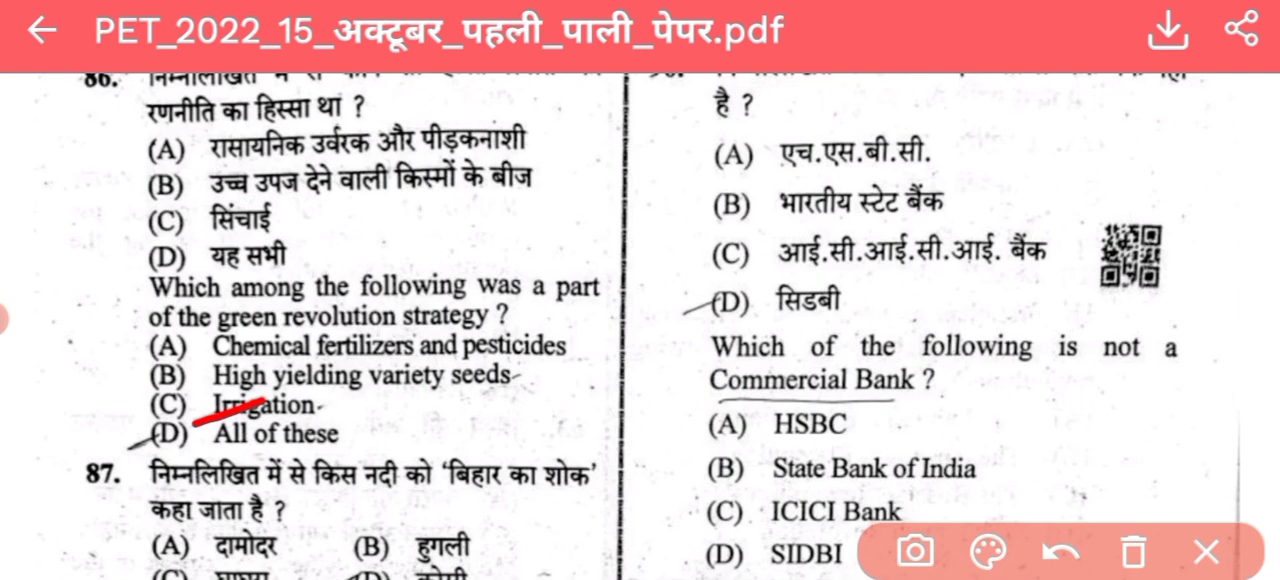 PET_2022_15_अक्टूबर_पहली_पाली_पेपर.pdf
86. निम्नलिखित में से
रणनीति का हिस्सा था ?
(A) रासायनिक उर्वरक और पीड़कनाशी
(B) उच्च उपज देने वाली किस्मों के बीज
(C) सिंचाई
(D) यह सभी
Which among the following was a part
of the green revolution strategy ?
(A) Chemical fertilizers and pesticides
(B) High yielding variety seeds
(C) Irrigation
(D) All of these
87. निम्नलिखित में से किस नदी को ‘बिहार का शोक’
कहा जाता है ?
(A) दामोदर (B) हुगली
है ?
(A) एच.एस.बी.सी.
(B) भारतीय स्टेट बैंक
(C) आई.सी.आई.सी.आई. बैंक
(D) सिडबी
Which of the following is not a
Commercial Bank ?
(A) HSBC
(B) State Bank of India
(C) ICICI Bank
(D) SIDBI